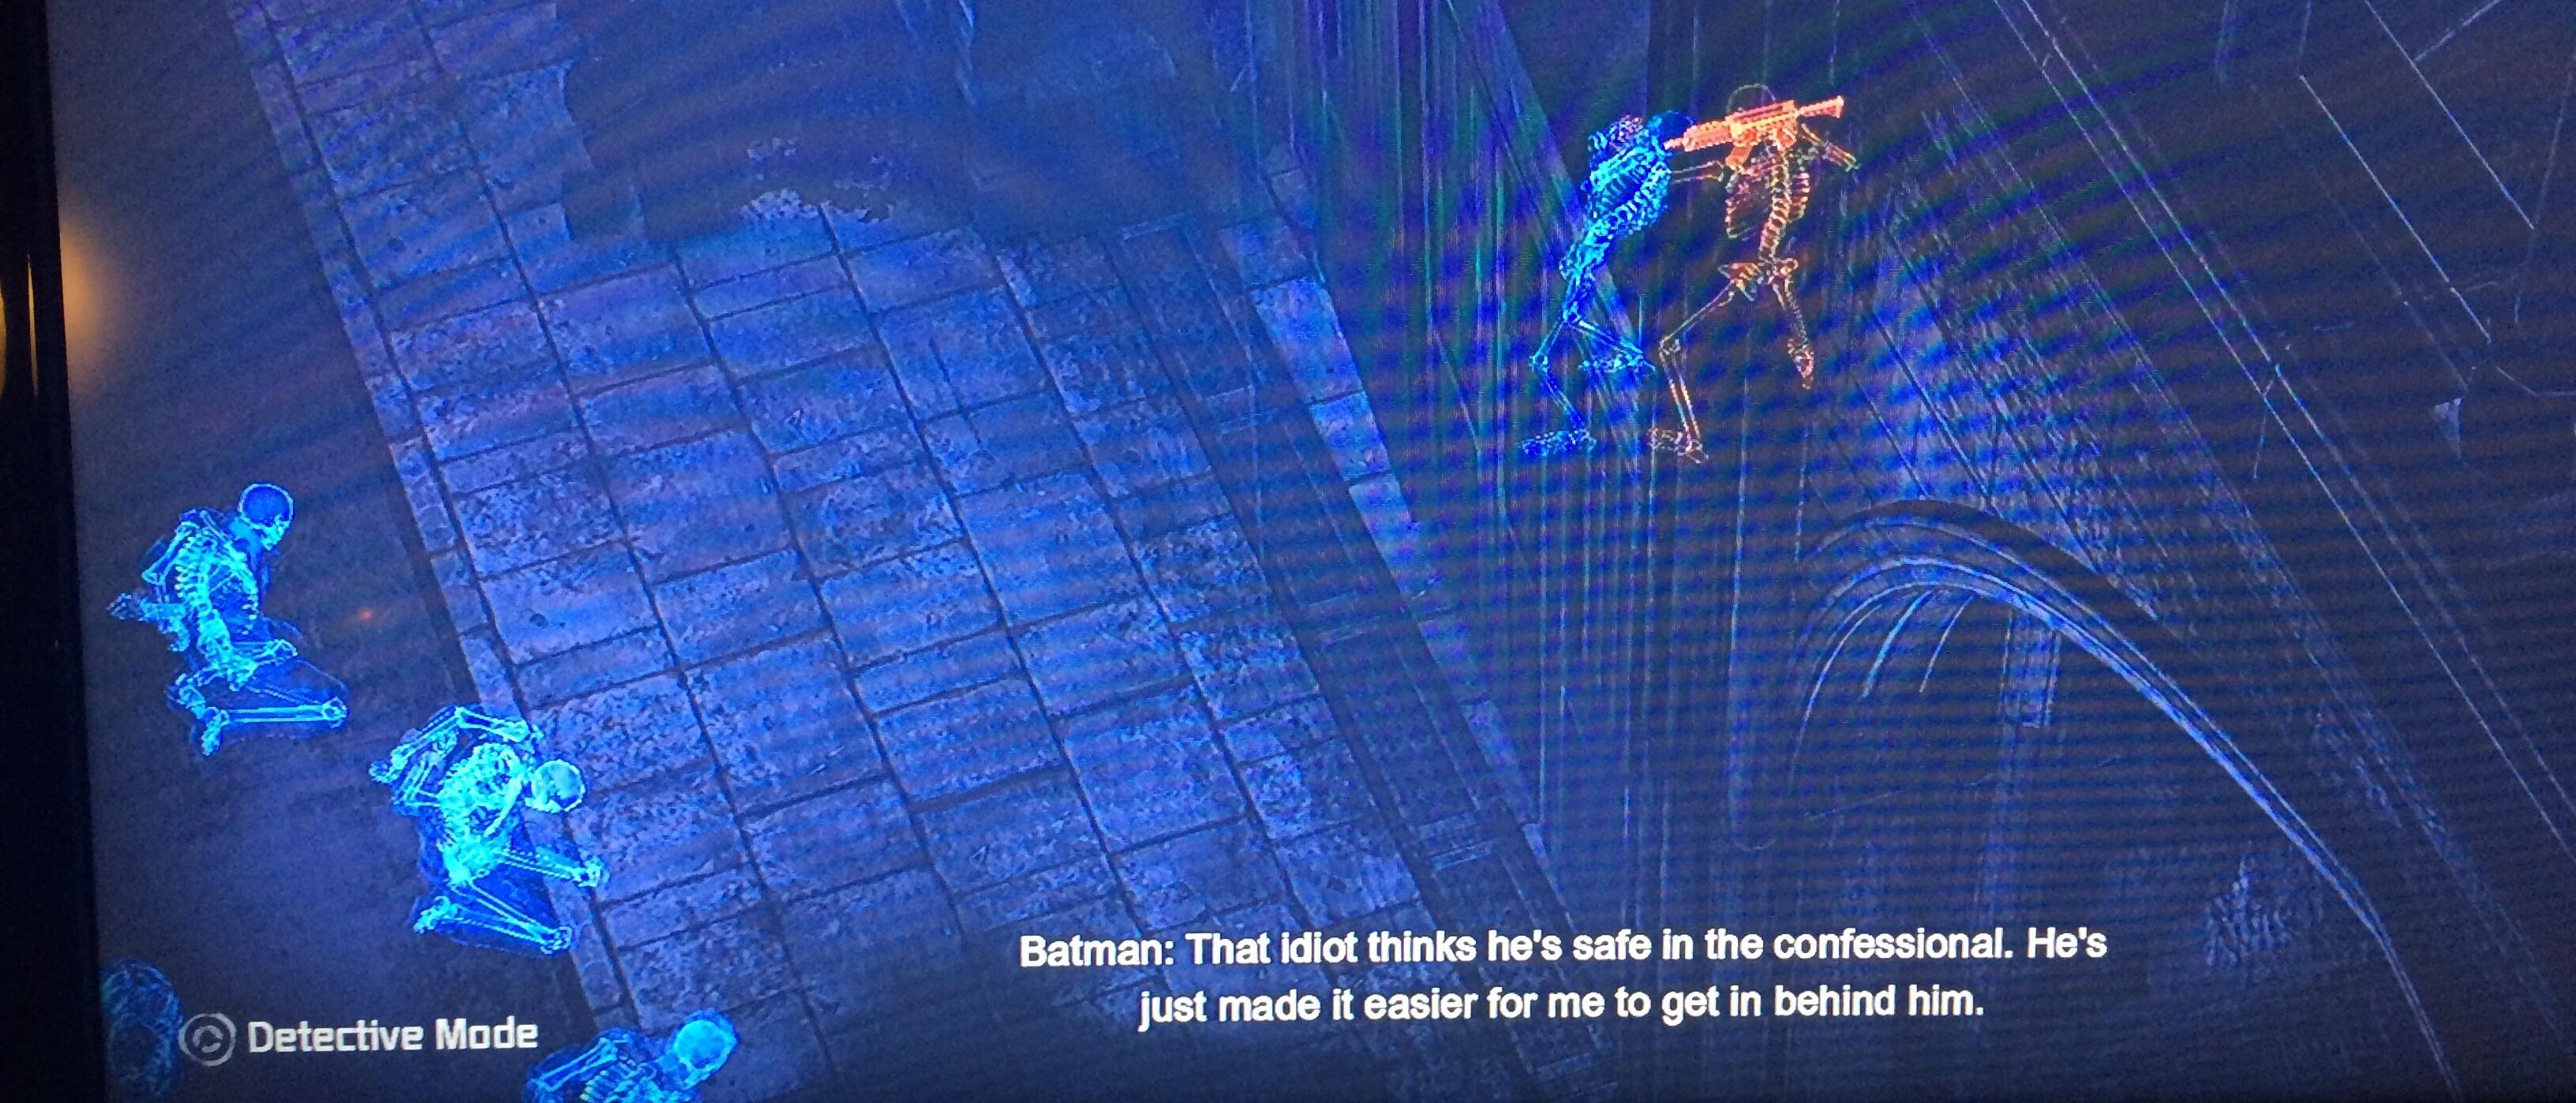 Batman: That idiot thinks he's safe in the confessional. He's
just made it easier for me to get in behind him.
Detective Mode